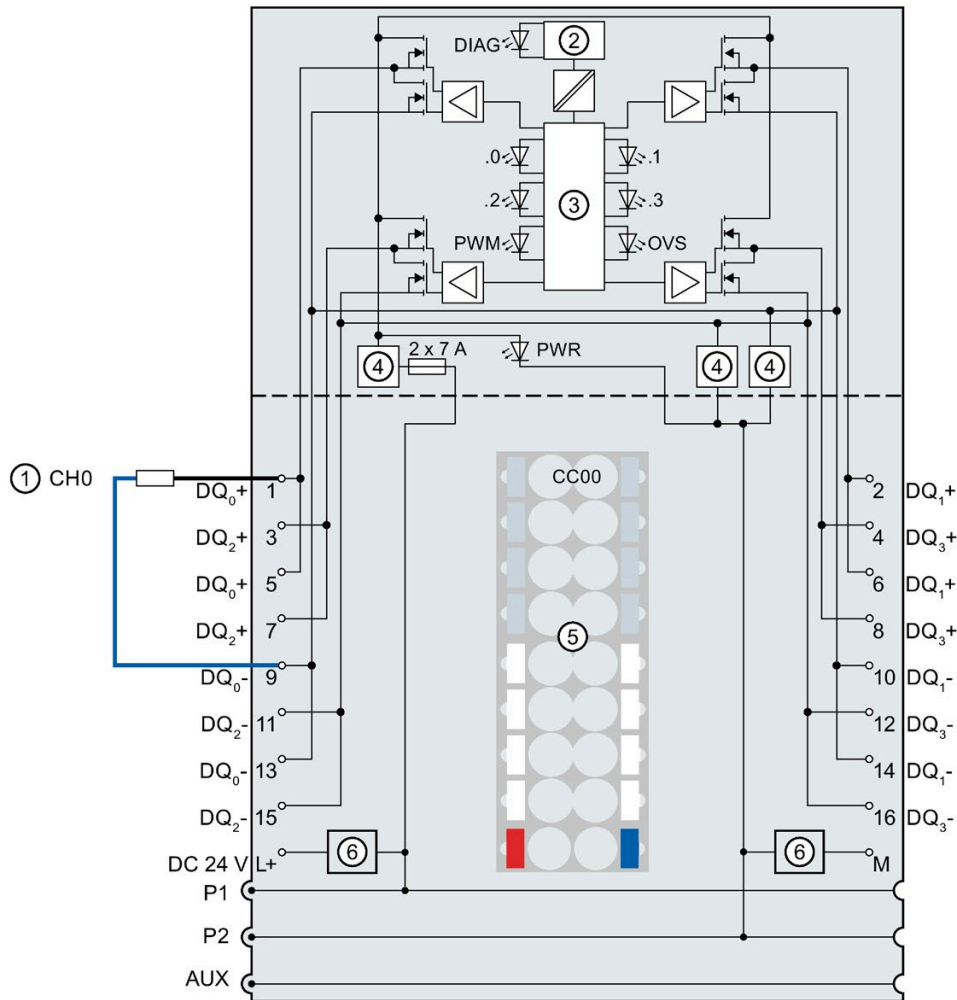 DIAG ②
.0 .1
.2 ③ .3
PWM OVS
④ 2 x 7 A PWR ④ ④
① CH0 CC00
DQ₀+ 1 2 DQ₁+
DQ₂+ 3 4 DQ₃+
DQ₀+ 5 6 DQ₁+
DQ₂+ 7 ⑤ 8 DQ₃+
DQ₀- 9 10 DQ₁-
DQ₂- 11 12 DQ₃-
DQ₀- 13 14 DQ₁-
DQ₂- 15 16 DQ₃-
DC 24 V L+ ⑥ ⑥ M
P1
P2
AUX